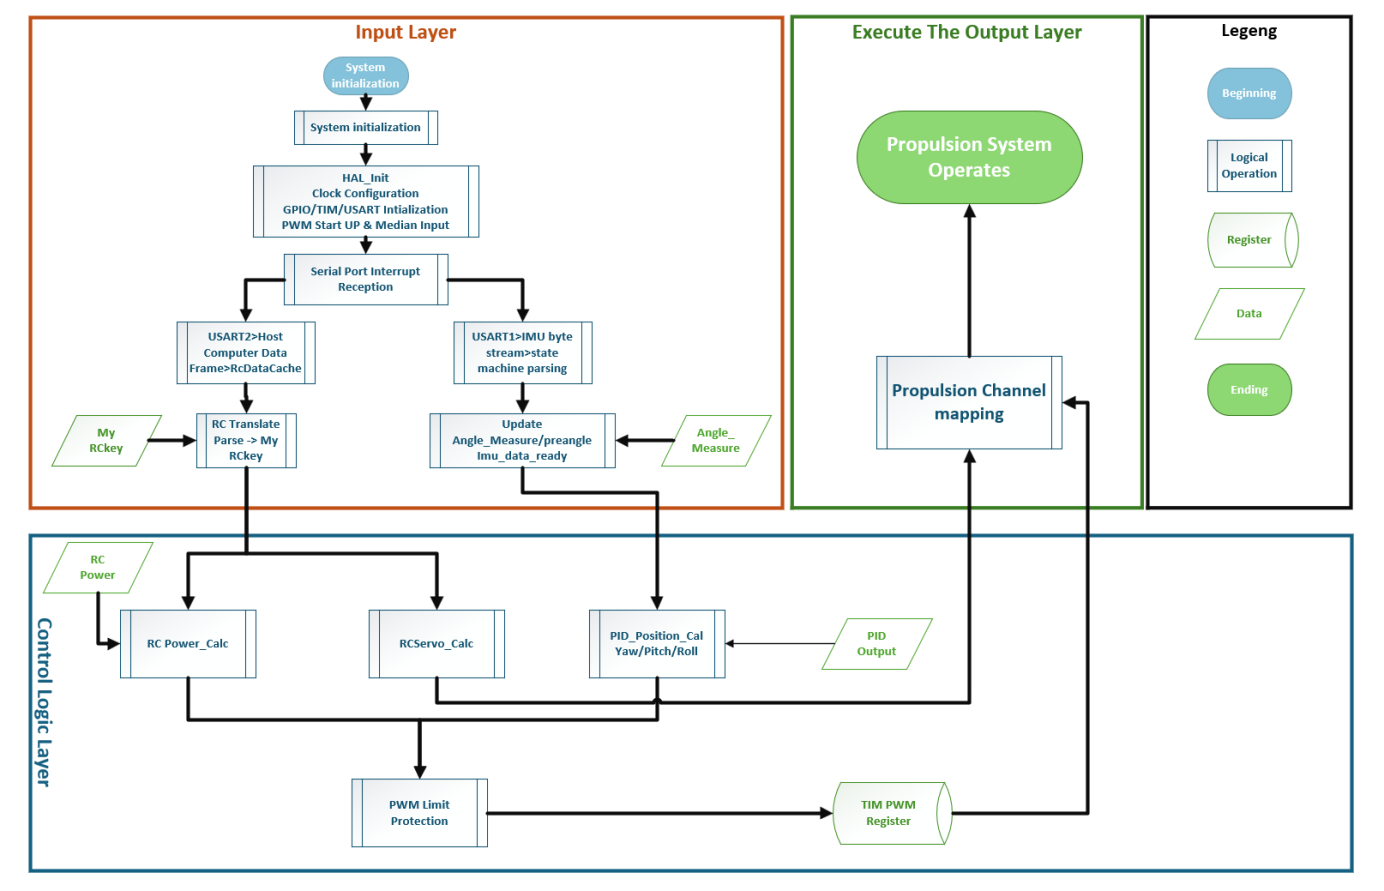 Input Layer
System
initialization
System initialization
HAL_Init
Clock Configuration
GPIO/TIM/USART Intialization
PWM Start UP & Median Input
Serial Port Interrupt
Reception
USART2>Host
Computer Data
Frame>RcDataCache
USART1>IMU byte
stream>state
machine parsing
My
RCkey
RC Translate
Parse -> My
RCkey
Update
Angle_Measure/preangle
Imu_data_ready
Angle_
Measure
Execute The Output Layer
Propulsion System
Operates
Propulsion Channel
mapping
Legeng
Beginning
Logical
Operation
Register
Data
Ending
Control Logic Layer
RC
Power
RC Power_Calc
RCServo_Calc
PID_Position_Cal
Yaw/Pitch/Roll
PID
Output
PWM Limit
Protection
TIM PWM
Register